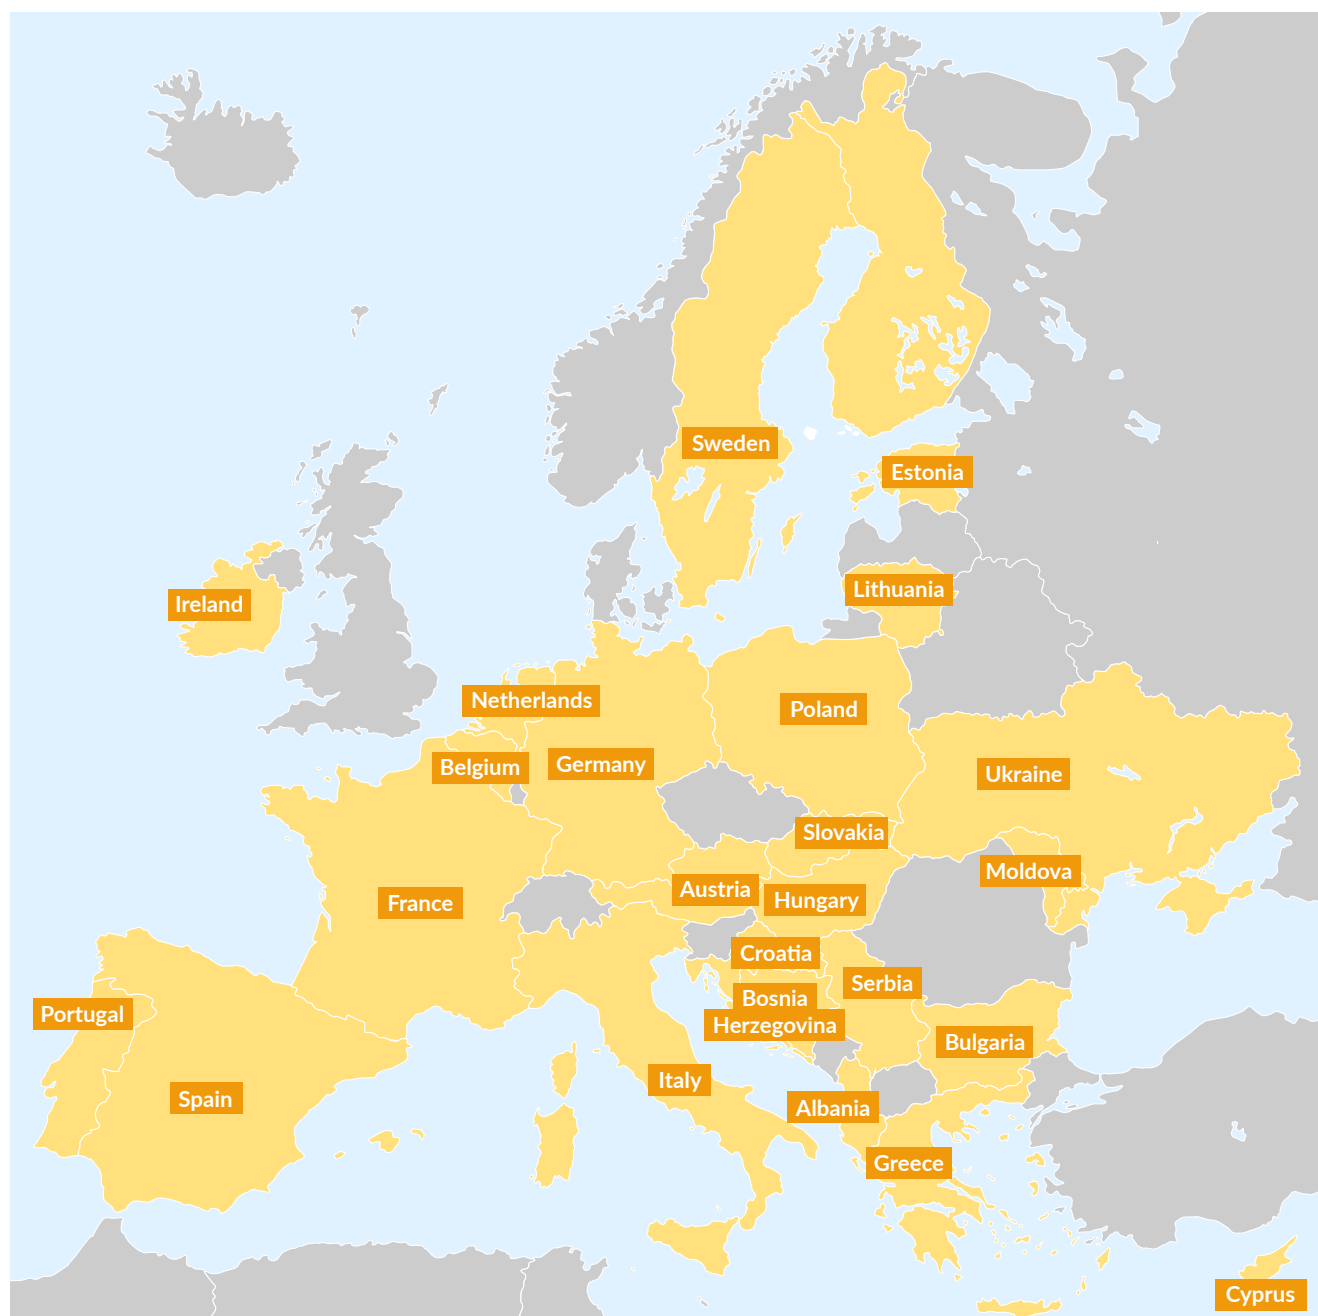 Sweden
Estonia
Lithuania
Ireland
Netherlands
Poland
Belgium
Germany
Ukraine
Slovakia
Moldova
Austria
Hungary
France
Croatia
Serbia
Bosnia
Herzegovina
Portugal
Bulgaria
Italy
Spain
Albania
Greece
Cyprus